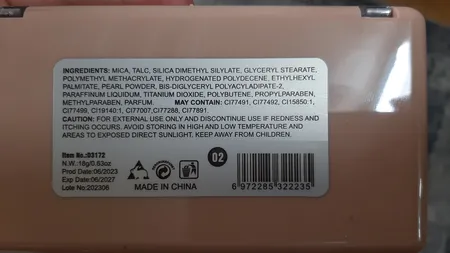 INGREDIENTS: MICA, TALC, SILICA DIMETHYL SILYLATE, GLYCERYL STEARATE,
POLYMETHYL METHACRYLATE, HYDROGENATED POLYDECENE, ETHYLHEXYL
PALMITATE, PEARL POWDER, BIS-DIGLYCERYL POLYACYLADIPATE-2,
PARAFFINUM LIQUIDUM, TITANIUM DIOXIDE, POLYBUTENE, PROPYLPARABEN,
METHYLPARABEN, PARFUM. MAY CONTAIN: CI77491, CI77492, CI15850:1,
CI77499, CI19140:1, CI77007, CI77288, CI77891.
CAUTION: FOR EXTERNAL USE ONLY AND DISCONTINUE USE IF REDNESS AND
ITCHING OCCURS. AVOID STORING IN HIGH AND LOW TEMPERATURE AND
AREAS TO EXPOSED DIRECT SUNLIGHT. KEEP AWAY FROM CHILDREN.
Item No.:03172
N.W. 18g/0.63oz
Prod Date:06/2023
Exp Date:06/2027
Lote No:202306
02
MADE IN CHINA
6 972285 322235